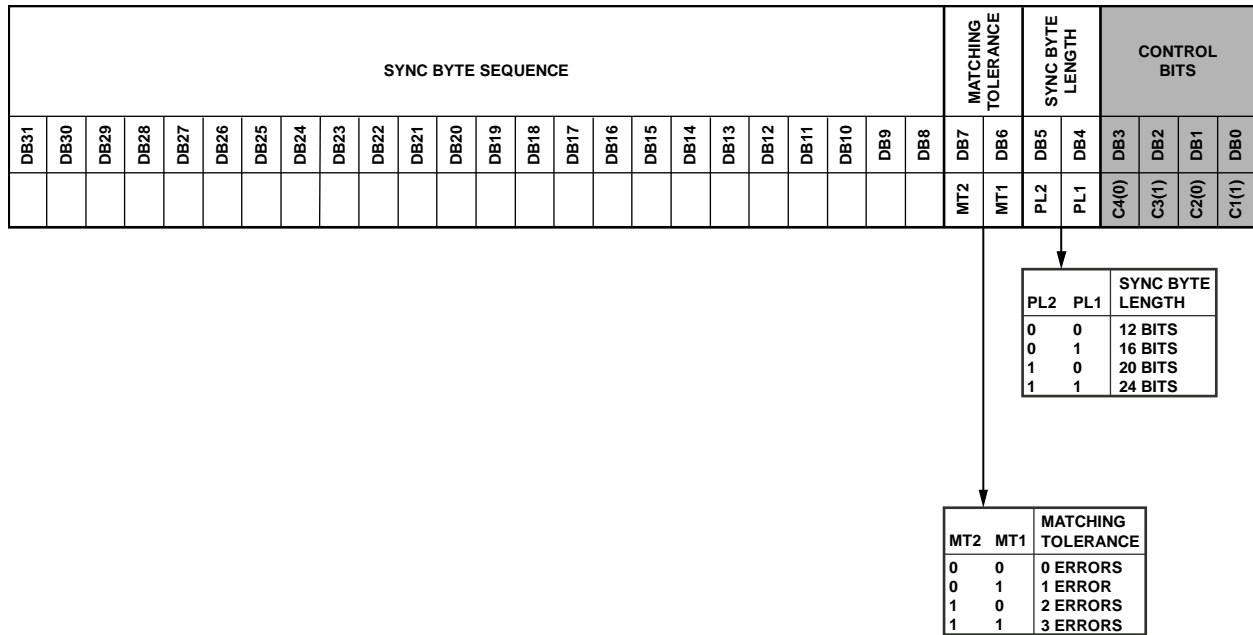 SYNC BYTE SEQUENCE
MATCHING
TOLERANCE
SYNC BYTE
LENGTH
CONTROL
BITS
DB31 DB30 DB29 DB28 DB27 DB26 DB25 DB24 DB23 DB22 DB21 DB20 DB19 DB18 DB17 DB16 DB15 DB14 DB13 DB12 DB11 DB10 DB9 DB8 DB7 DB6 DB5 DB4 DB3 DB2 DB1 DB0
MT2 MT1 PL2 PL1 C4(0) C3(1) C2(0) C1(1)
PL2 PL1 SYNC BYTE
LENGTH
0 0 12 BITS
0 1 16 BITS
1 0 20 BITS
1 1 24 BITS
MT2 MT1 MATCHING
TOLERANCE
0 0 0 ERRORS
0 1 1 ERROR
1 0 2 ERRORS
1 1 3 ERRORS